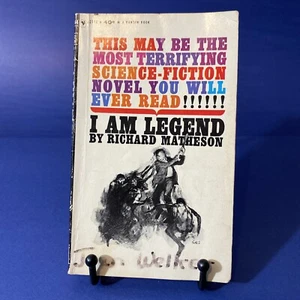 THIS MAY BE THE
MOST TERRIFYING
SCIENCE-FICTION
NOVEL YOU WILL
EVER READ!!!!!!
I AM LEGEND
BY RICHARD MATHESON